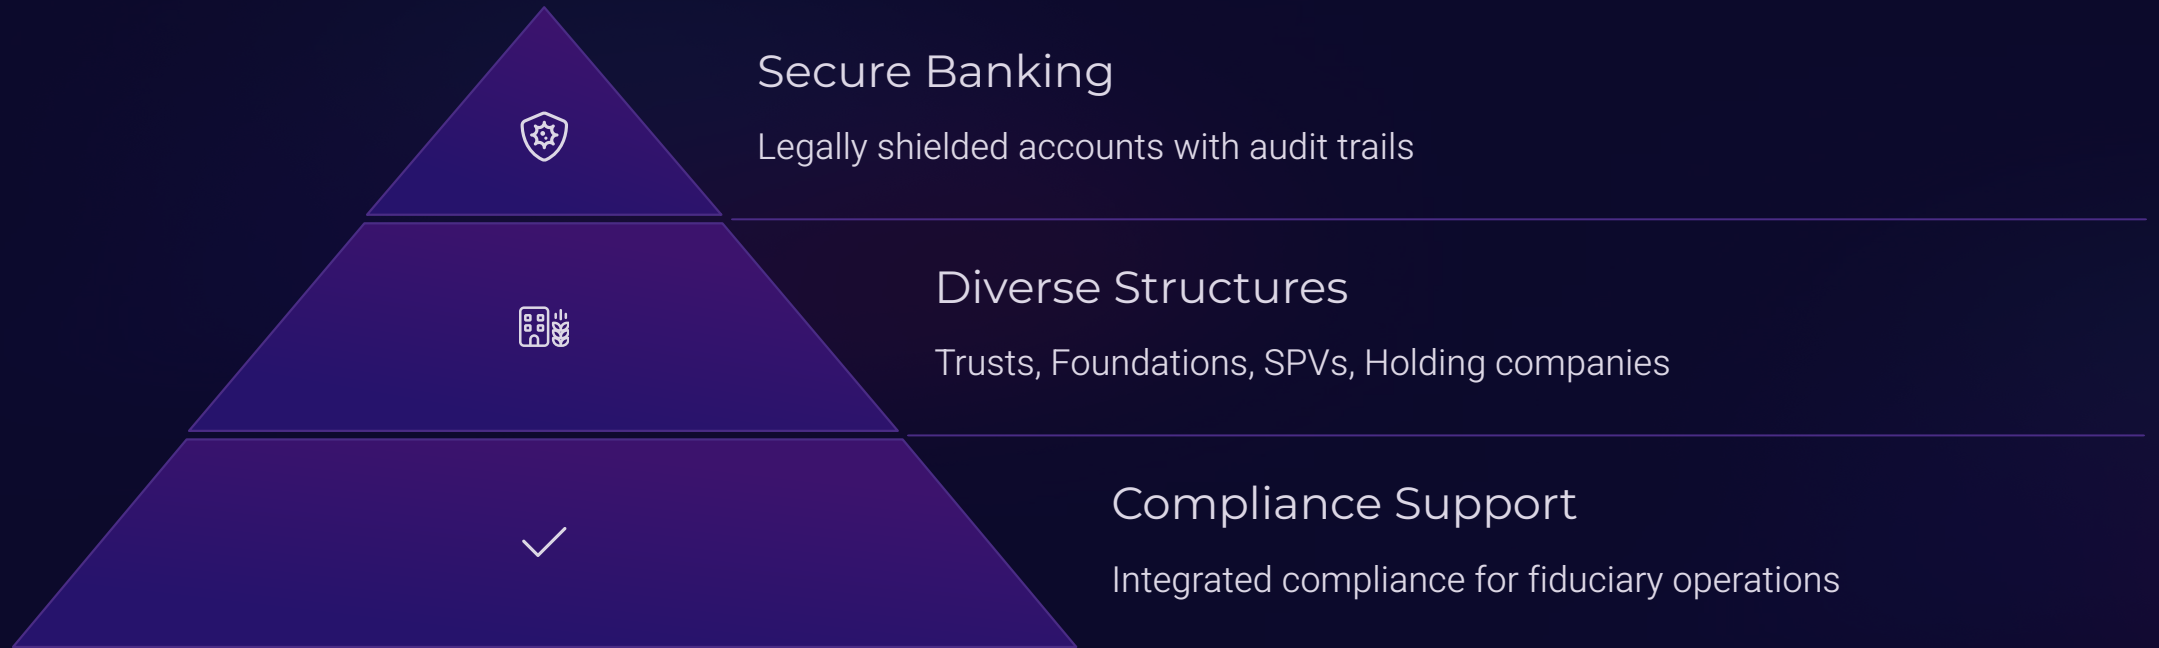 Secure Banking
Legally shielded accounts with audit trails
Diverse Structures
Trusts, Foundations, SPVs, Holding companies
Compliance Support
Integrated compliance for fiduciary operations